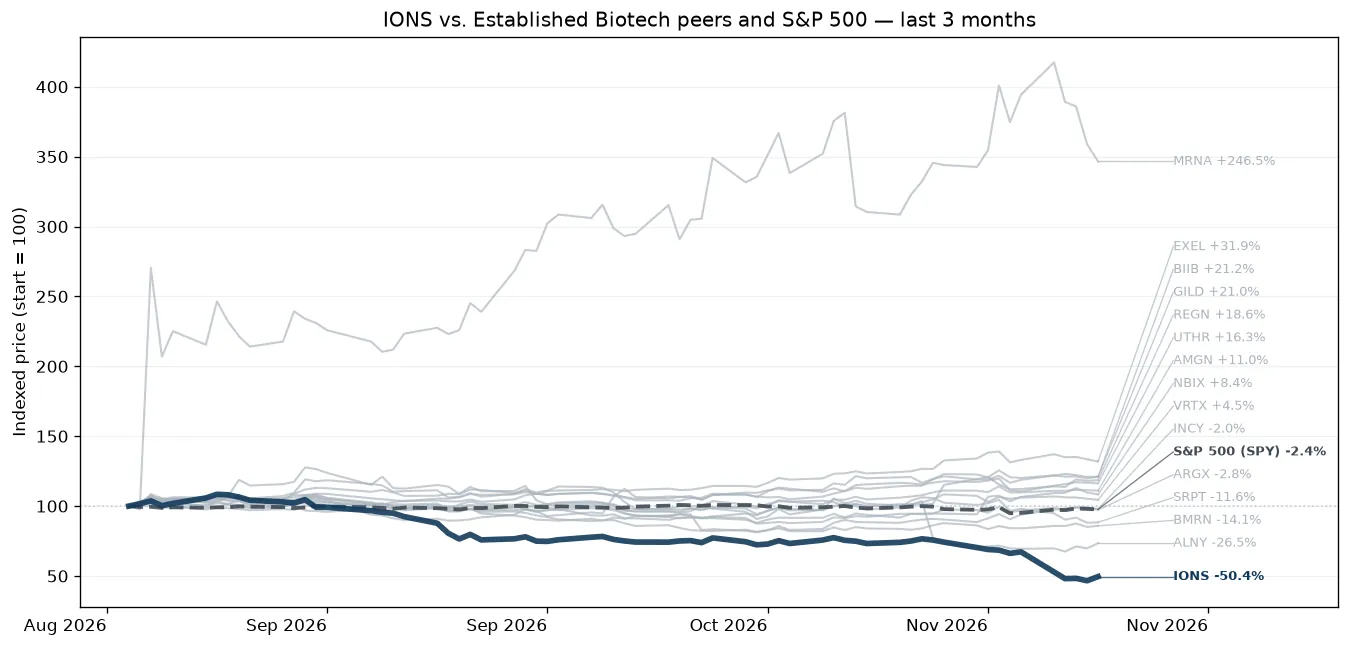 IONS vs. Established Biotech peers and S&P 500 — last 3 months
Indexed price (start = 100)
400
350
300
250
200
150
100
50
MRNA +246.5%
EXEL +31.9%
BIIB +21.2%
GILD +21.0%
REGN +18.6%
UTHR +16.3%
AMGN +11.0%
NBIX +8.4%
VRTX +4.5%
INCY -2.0%
S&P 500 (SPY) -2.4%
ARGX -2.8%
SRPT -11.6%
BMRN -14.1%
ALNY -26.5%
IONS -50.4%
Aug 2026
Sep 2026
Sep 2026
Oct 2026
Nov 2026
Nov 2026